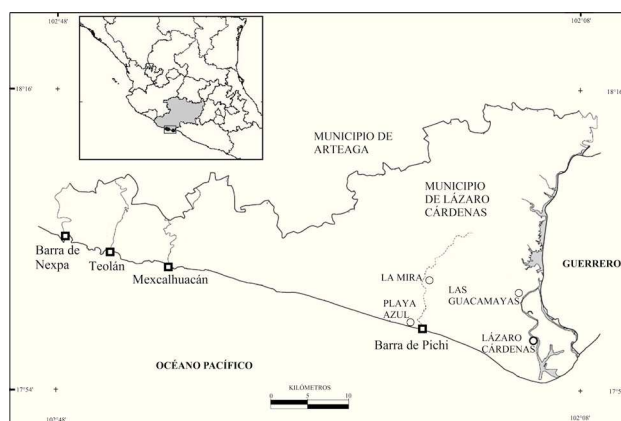 102°48'
102°08'
18°16'
18°16'
MUNICIPIO DE
ARTEAGA
MUNICIPIO
DE LÁZARO
CÁRDENAS
Barra de
Nexpa
Teolán
Mexcalhuacán
GUERRERO
LA MIRA
LAS
GUACAMAYAS
PLAYA
AZUL
Barra de Pichi
LÁZARO
CÁRDENAS
OCÉANO PACÍFICO
KILÓMETROS
0
5
10
17°54'
102°48'
102°08'